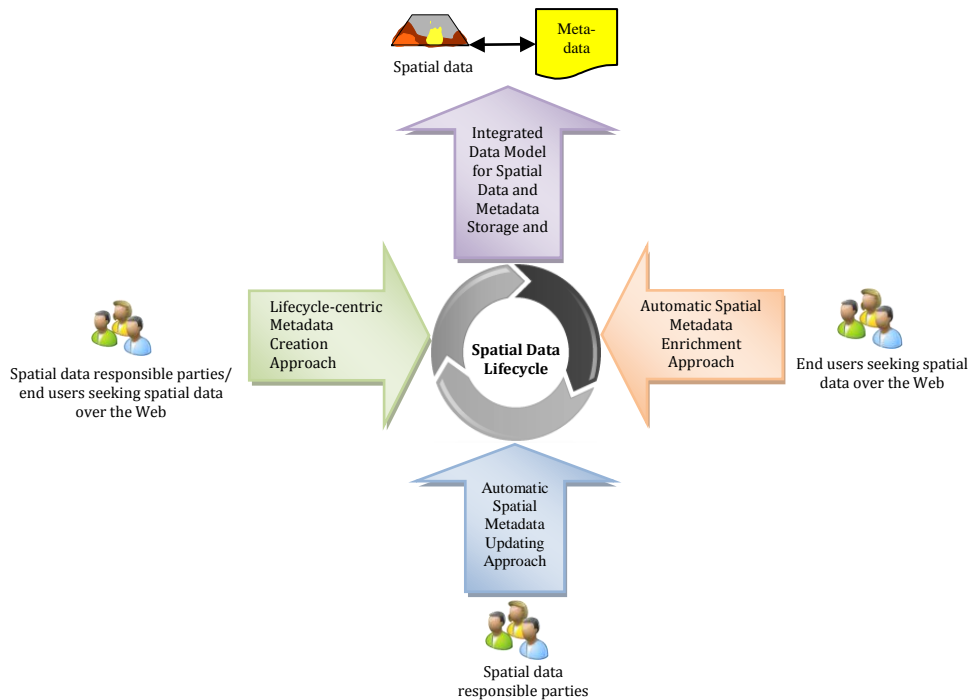 Meta-
data
Spatial data
Integrated
Data Model
for Spatial
Data and
Metadata
Storage and
Lifecycle-centric
Metadata
Creation
Approach
Spatial data responsible parties/
end users seeking spatial data
over the Web
Spatial Data
Lifecycle
Automatic Spatial
Metadata
Enrichment
Approach
End users seeking spatial
data over the Web
Automatic
Spatial
Metadata
Updating
Approach
Spatial data
responsible parties